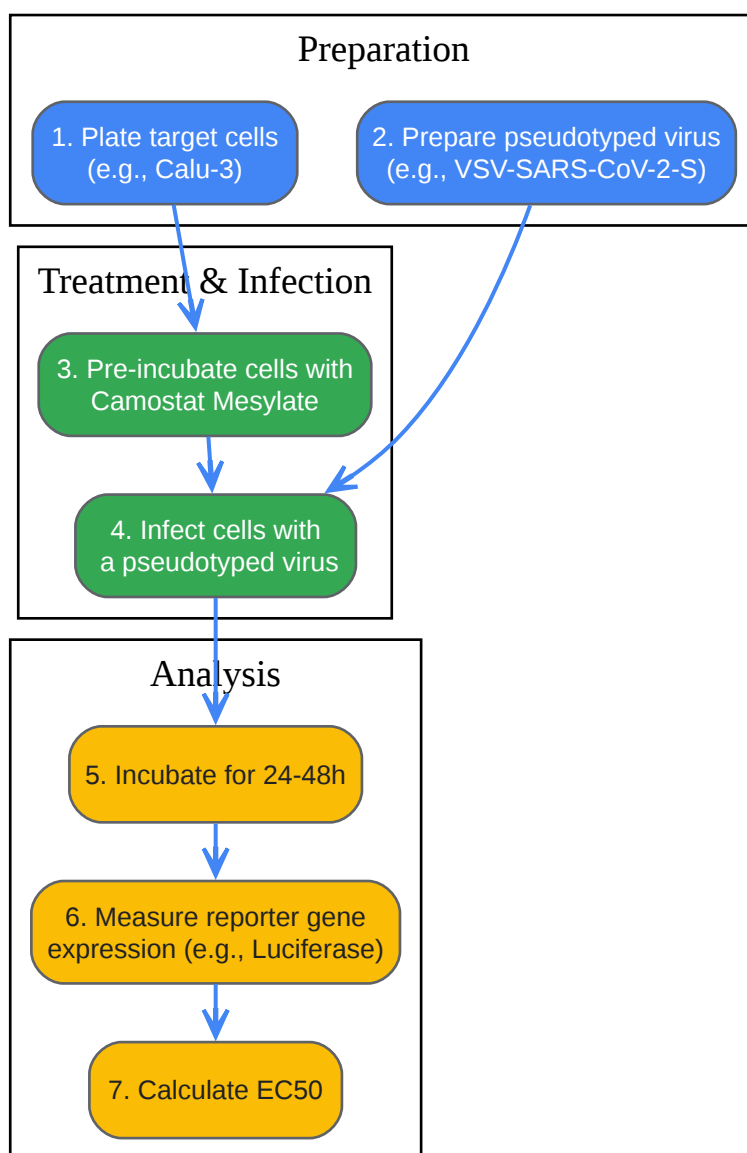 Preparation
1. Plate target cells
(e.g., Calu-3)
2. Prepare pseudotyped virus
(e.g., VSV-SARS-CoV-2-S)
Treatment & Infection
3. Pre-incubate cells with
Camostat Mesylate
4. Infect cells with
a pseudotyped virus
Analysis
5. Incubate for 24-48h
6. Measure reporter gene
expression (e.g., Luciferase)
7. Calculate EC50